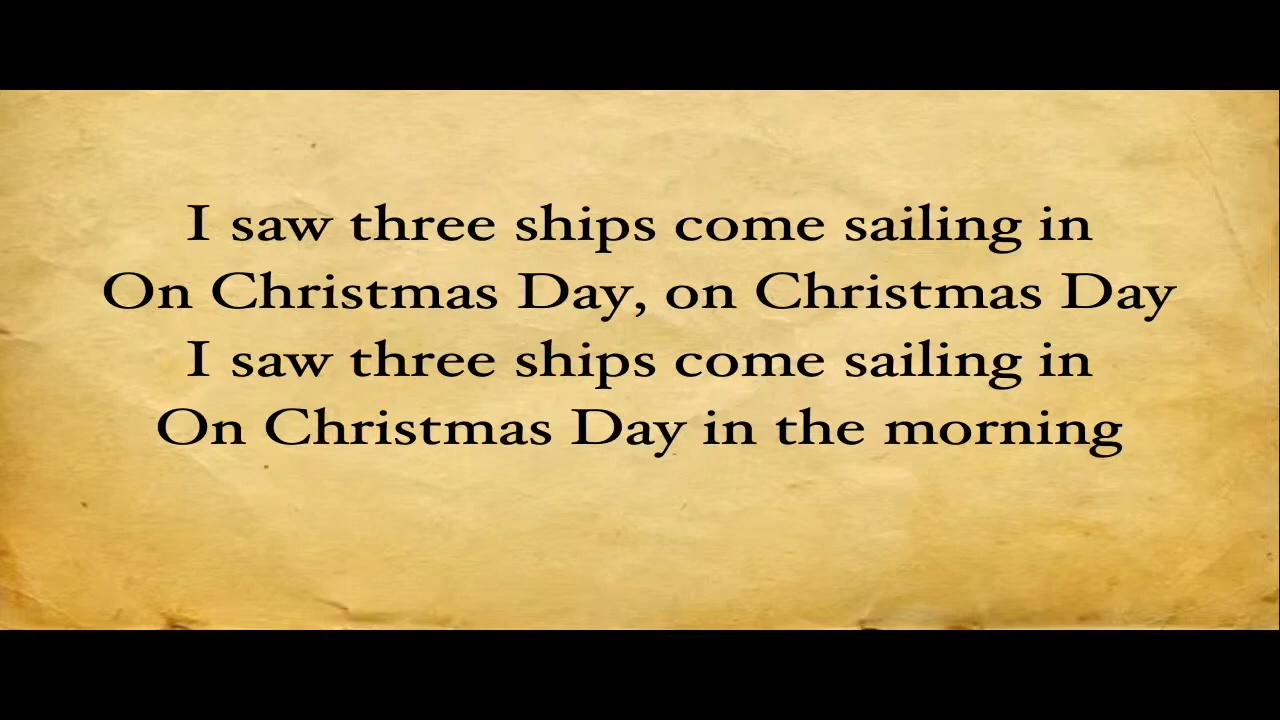 I saw three ships come sailing in
On Christmas Day, on Christmas Day
I saw three ships come sailing in
On Christmas Day in the morning